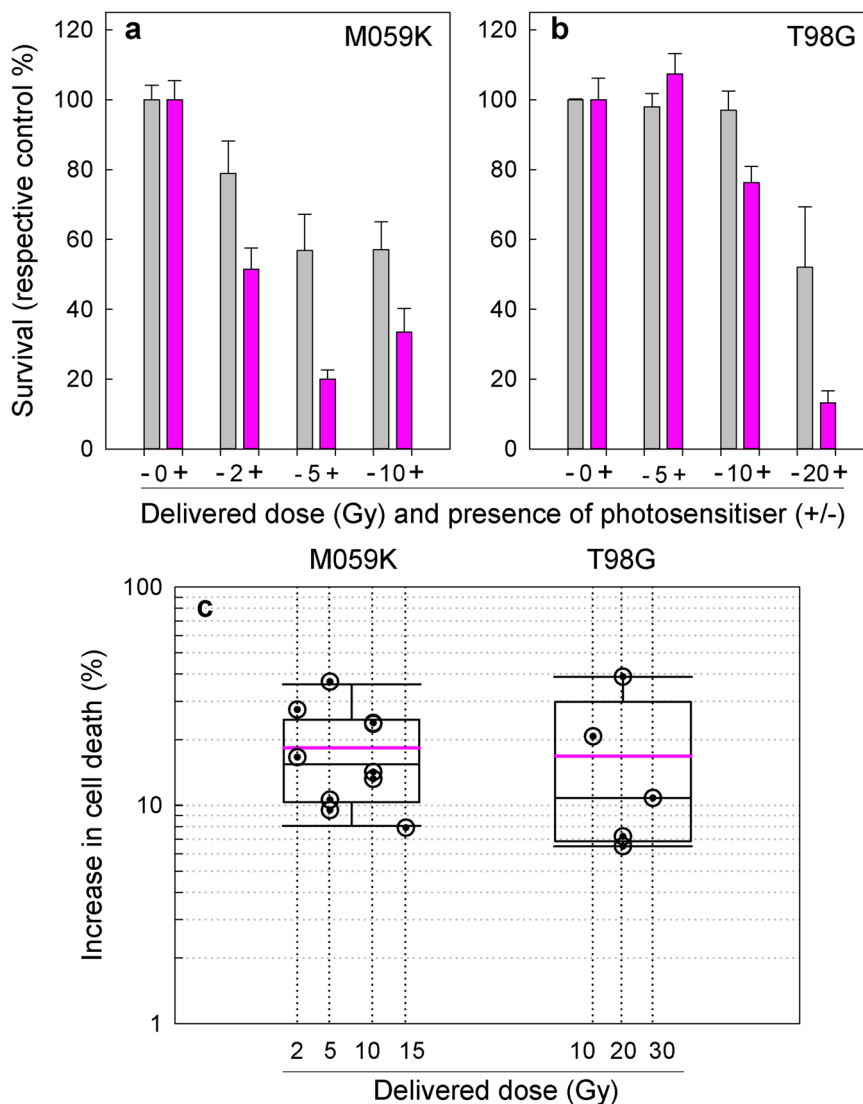 a
M059K
b
T98G
120
100
80
60
40
20
0
120
100
80
60
40
20
0
Survival (respective control %)
- 0 + - 2 + - 5 + -10 +
- 0 + - 5 + -10 + -20 +
Delivered dose (Gy) and presence of photosensitiser (+/-)
M059K T98G
c
100
10
1
Increase in cell death (%)
2 5 10 15 10 20 30
Delivered dose (Gy)